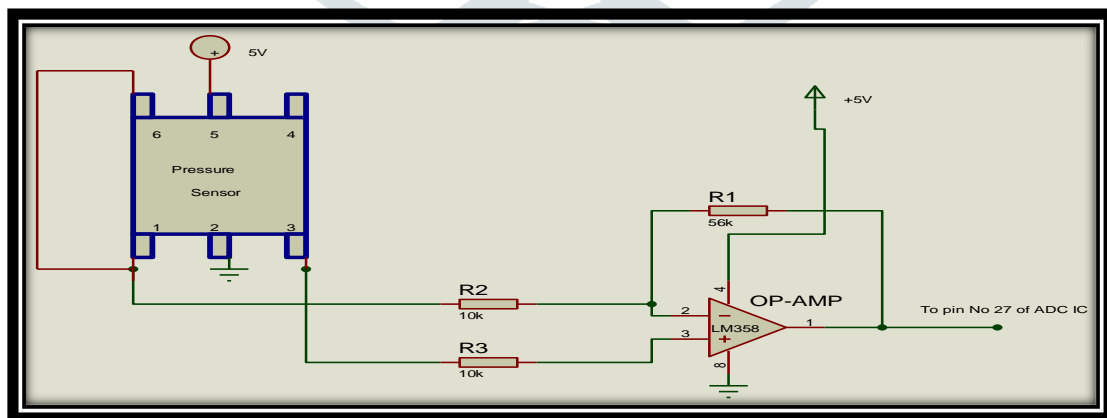 5V
+
+5V
6 5 4
Pressure
Sensor
1 2 3
R1
56k
R2
10k
4
OP-AMP
2
LM358
3
1
To pin No 27 of ADC IC
8
R3
10k